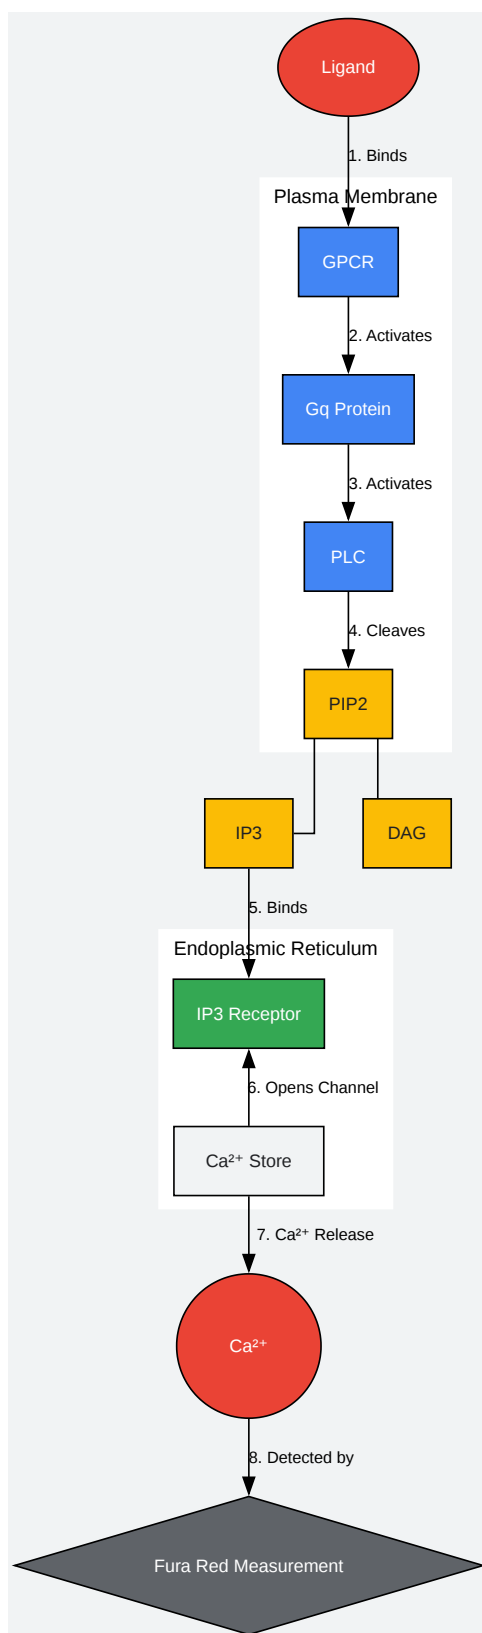 Ligand
1. Binds
Plasma Membrane
GPCR
2. Activates
Gq Protein
3. Activates
PLC
4. Cleaves
PIP2
IP3
DAG
5. Binds
Endoplasmic Reticulum
IP3 Receptor
6. Opens Channel
Ca²⁺ Store
7. Ca²⁺ Release
Ca²⁺
8. Detected by
Fura Red Measurement